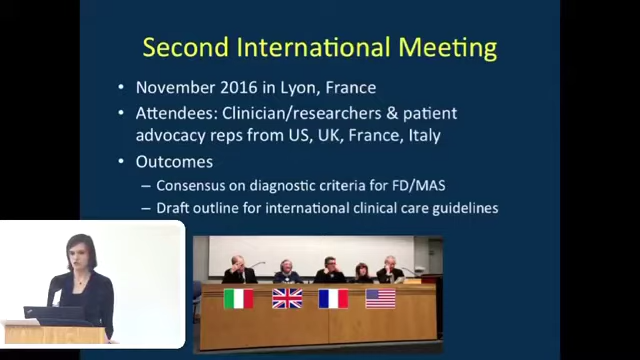 Second International Meeting
• November 2016 in Lyon, France
• Attendees: Clinician/researchers & patient
advocacy reps from US, UK, France, Italy
• Outcomes
– Consensus on diagnostic criteria for FD/MAS
– Draft outline for international clinical care guidelines